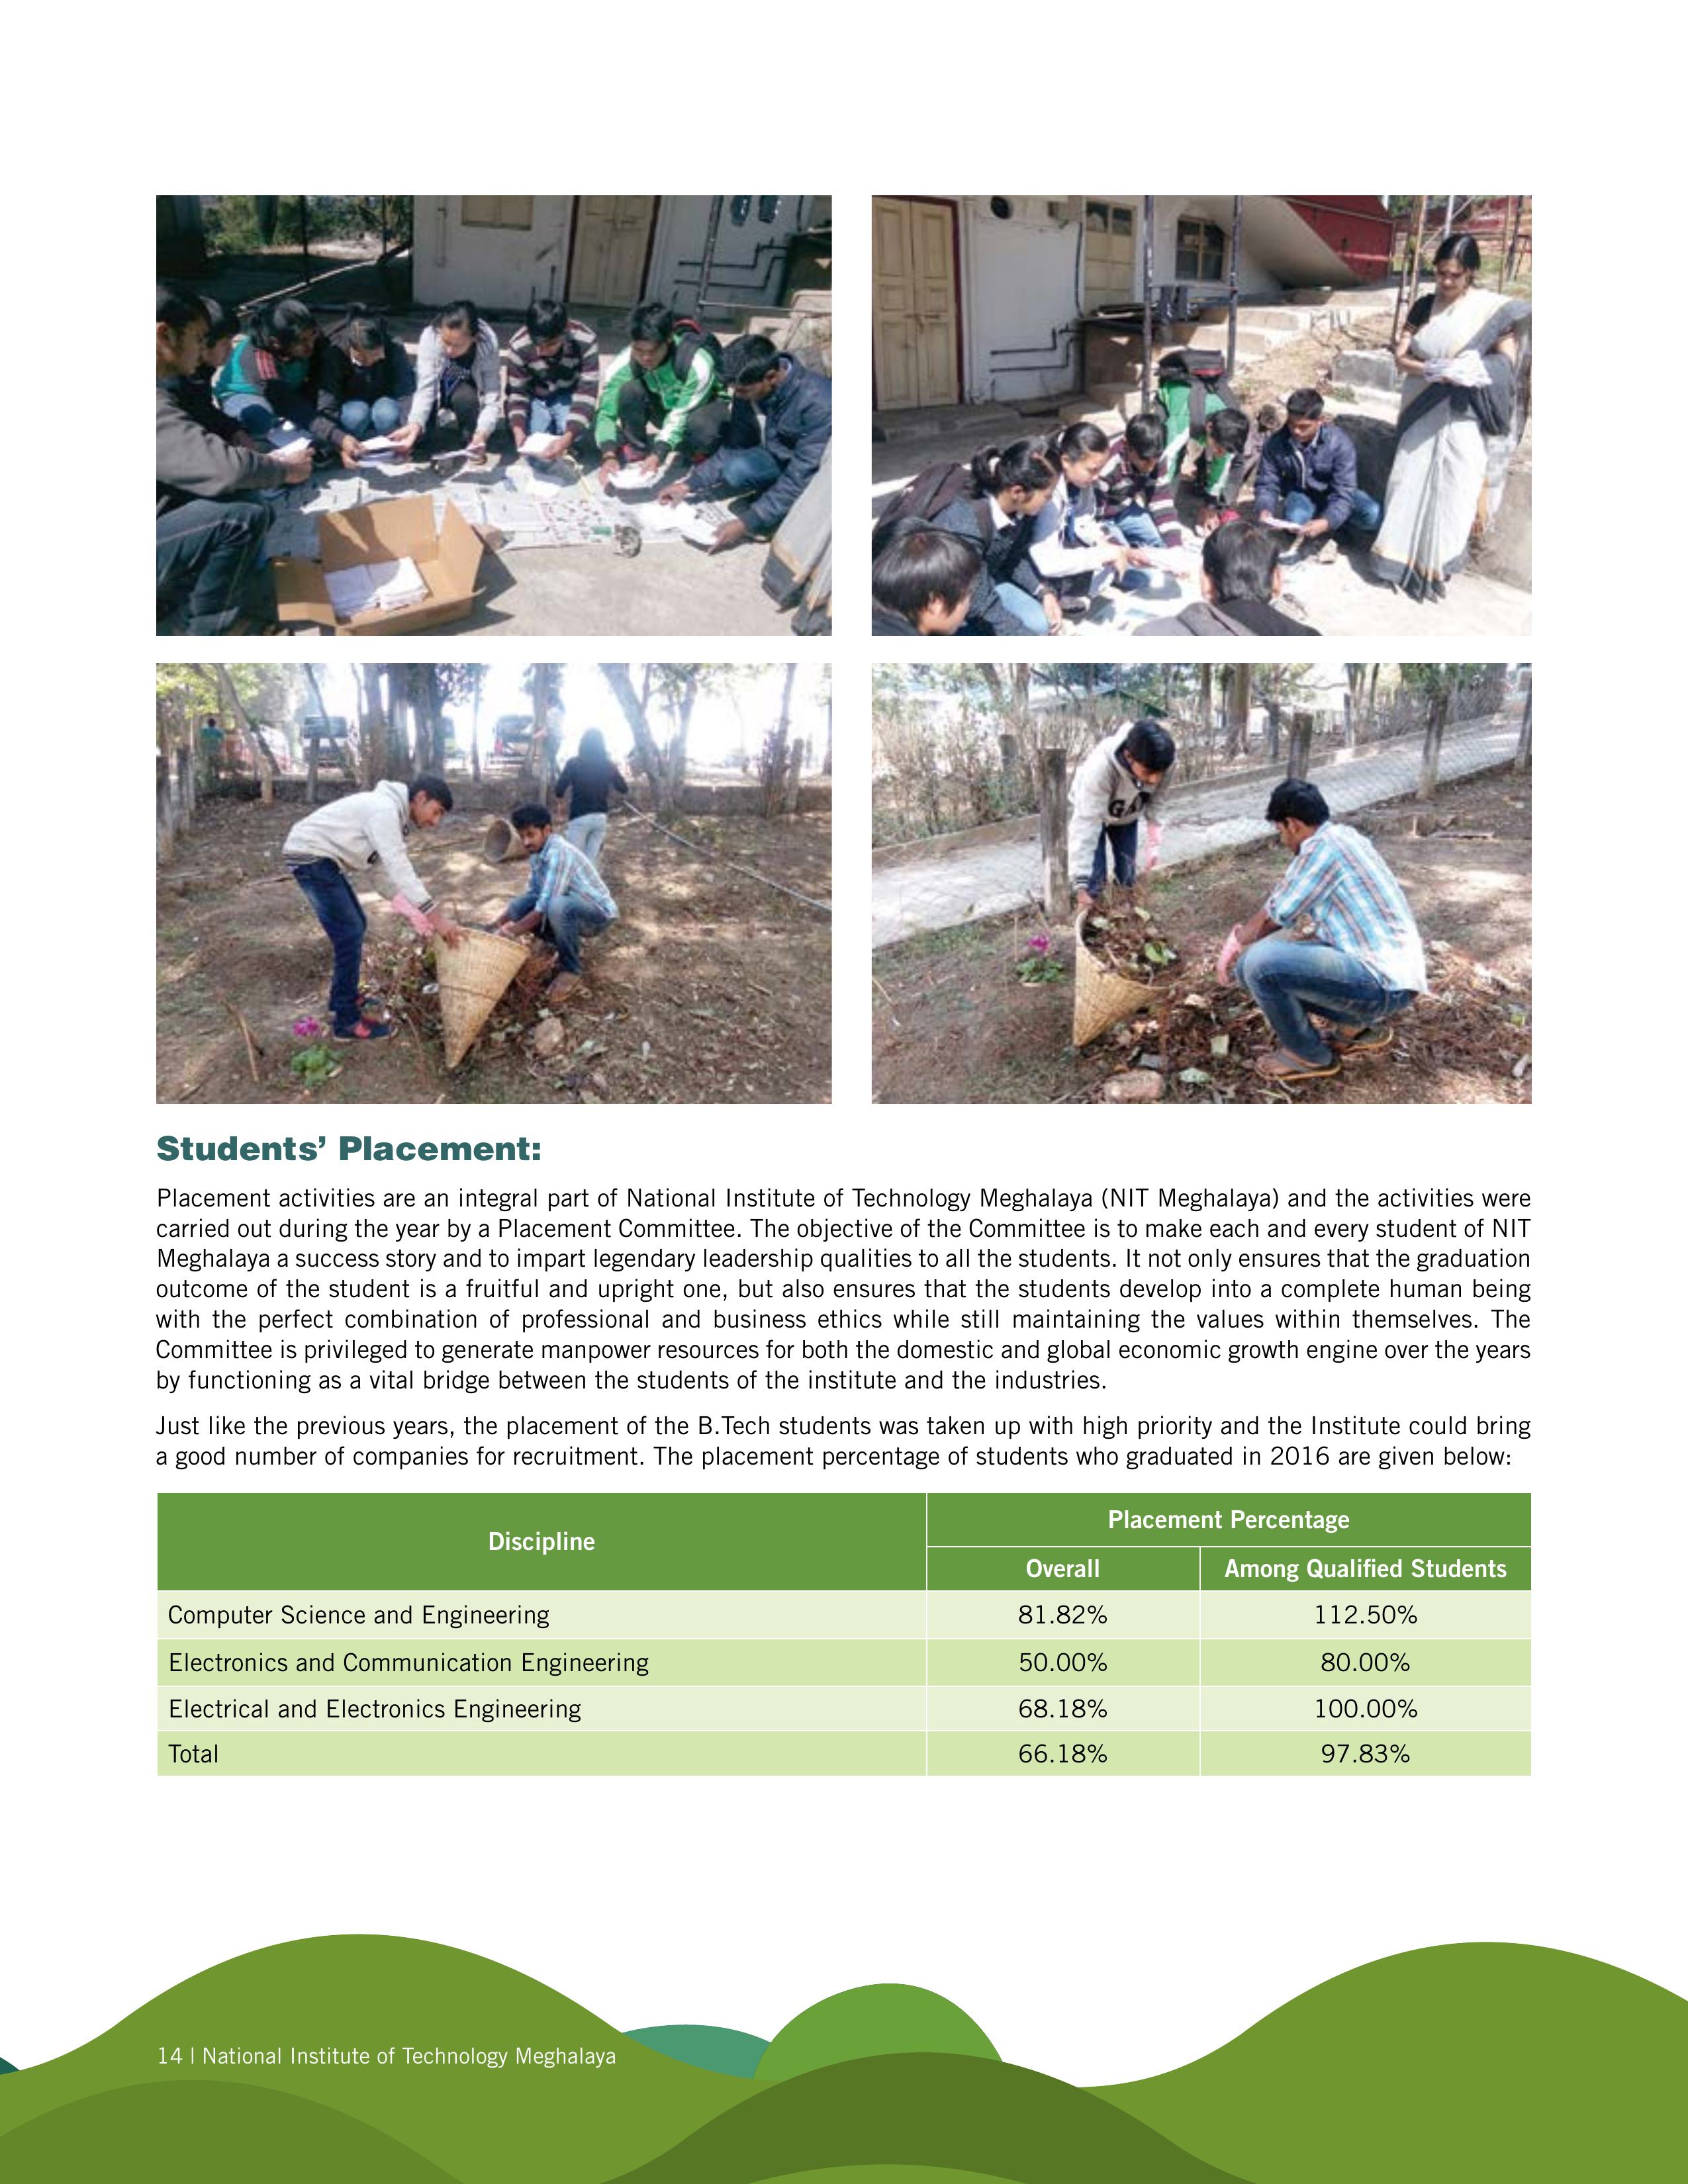 Students’ Placement:
Placement activities are an integral part of National Institute of Technology Meghalaya (NIT Meghalaya) and the activities were
carried out during the year by a Placement Committee. The objective of the Committee is to make each and every student of NIT
Meghalaya a success story and to impart legendary leadership qualities to all the students. It not only ensures that the graduation
outcome of the student is a fruitful and upright one, but also ensures that the students develop into a complete human being
with the perfect combination of professional and business ethics while still maintaining the values within themselves. The
Committee is privileged to generate manpower resources for both the domestic and global economic growth engine over the years
by functioning as a vital bridge between the students of the institute and the industries.
Just like the previous years, the placement of the B.Tech students was taken up with high priority and the Institute could bring
a good number of companies for recruitment. The placement percentage of students who graduated in 2016 are given below:
Discipline Placement Percentage
Overall Among Qualified Students
Computer Science and Engineering 81.82% 112.50%
Electronics and Communication Engineering 50.00% 80.00%
Electrical and Electronics Engineering 68.18% 100.00%
Total 66.18% 97.83%
14 | National Institute of Technology Meghalaya